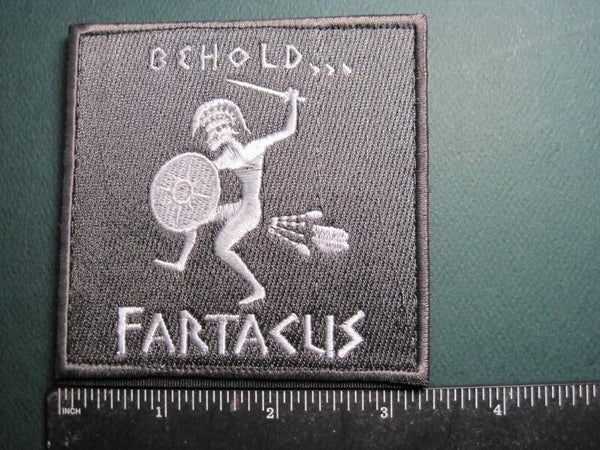 BEHOLD,,,
FARTACUS
INCH 1 2 3 4